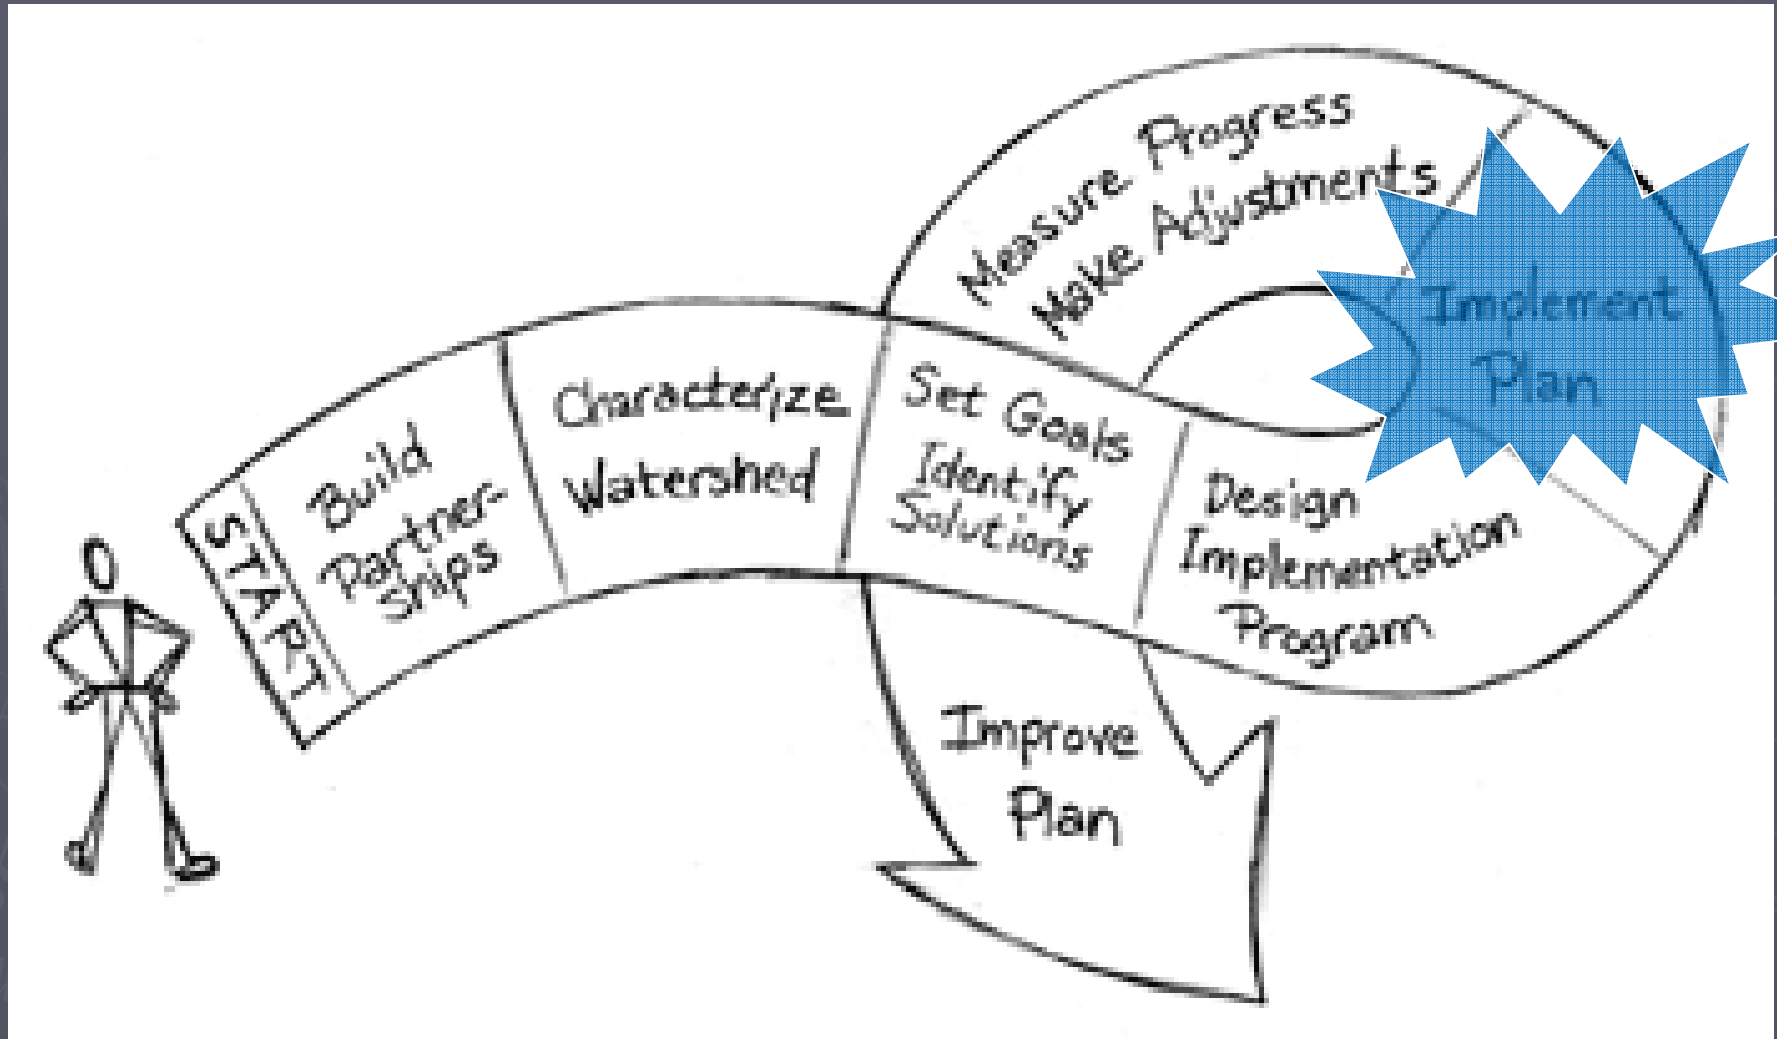 START
Build
Partner-
ships
Characterize
Watershed
Set Goals
Identify
Solutions
Design
Implementation
Program
Implement
Plan
Measure Progress
Make Adjustments
Improve
Plan